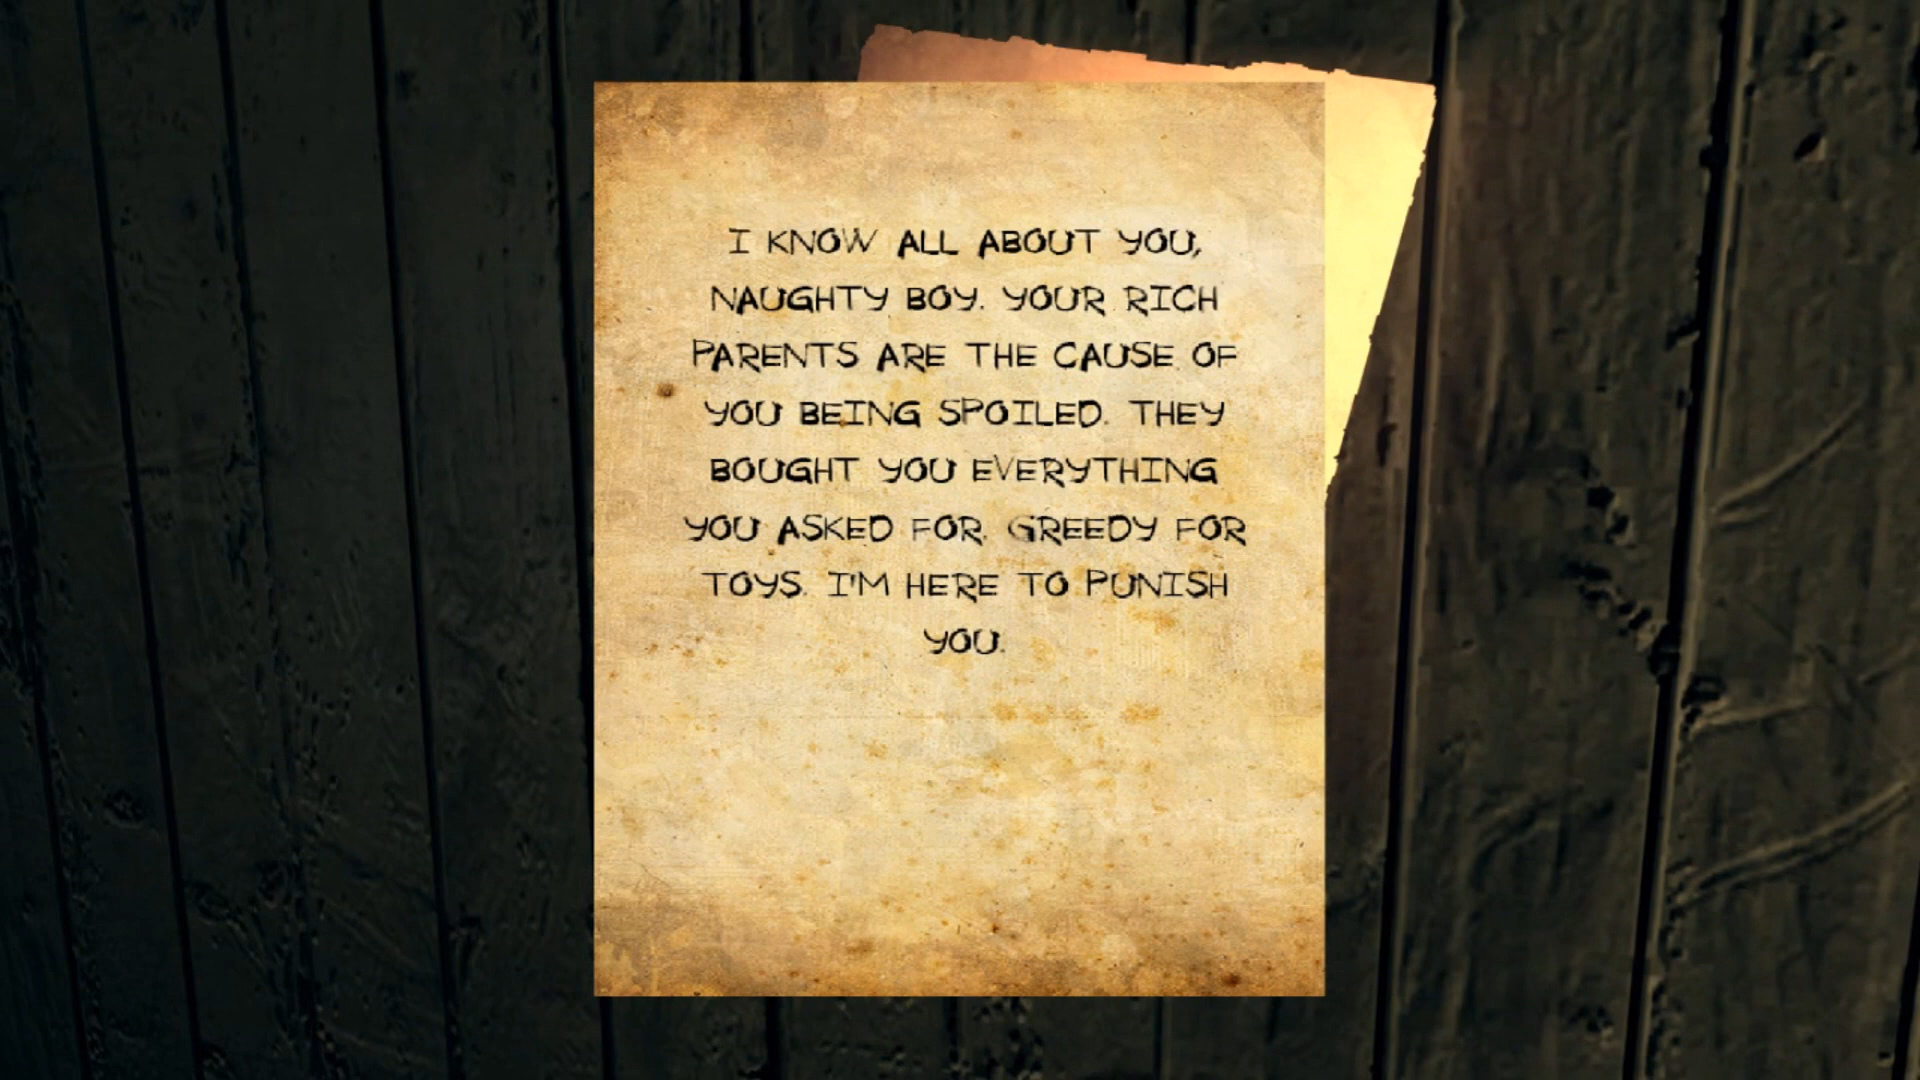 I KNOW ALL ABOUT YOU,
NAUGHTY BOY. YOUR RICH
PARENTS ARE THE CAUSE OF
YOU BEING SPOILED. THEY
BOUGHT YOU EVERYTHING
YOU ASKED FOR. GREEDY FOR
TOYS. I'M HERE TO PUNISH
YOU.